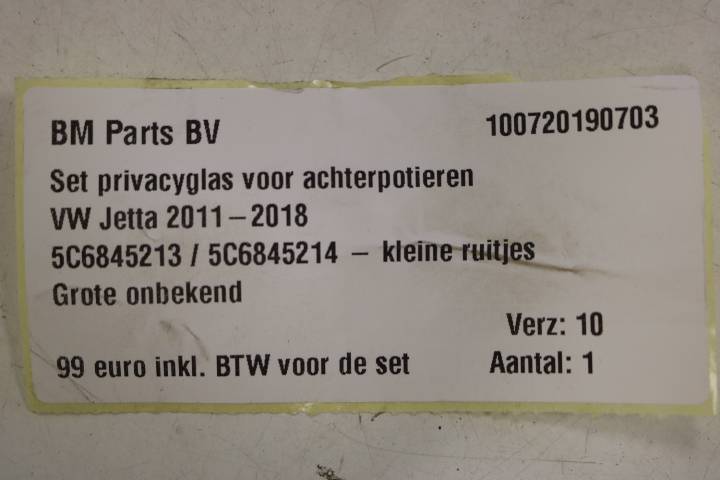 BM Parts BV 100720190703
Set privacyglas voor achterpotieren
VW Jetta 2011 – 2018
5C6845213 / 5C6845214 – kleine ruitjes
Grote onbekend
Verz: 10
99 euro inkl. BTW voor de set Aantal: 1